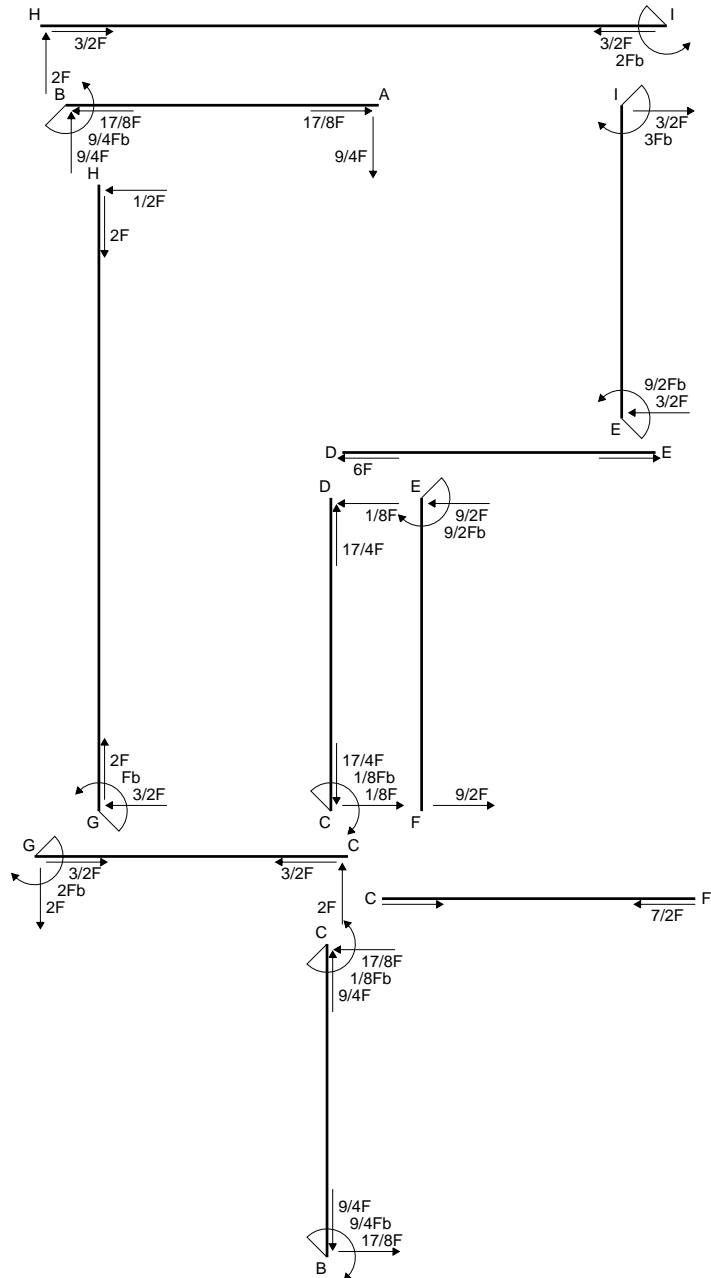 H
I
3/2F
3/2F
2Fb
2F
B
A
I
17/8F
17/8F
3/2F
9/4Fb
3Fb
9/4F
9/4F
H
1/2F
2F
9/2Fb
3/2F
E
D
E
6F
D
E
1/8F
9/2F
9/2Fb
17/4F
2F
17/4F
Fb
1/8Fb
3/2F
1/8F
9/2F
G
C
F
G
C
3/2F
3/2F
2Fb
2F
2F
C
F
7/2F
C
17/8F
1/8Fb
9/4F
9/4F
9/4Fb
17/8F
B